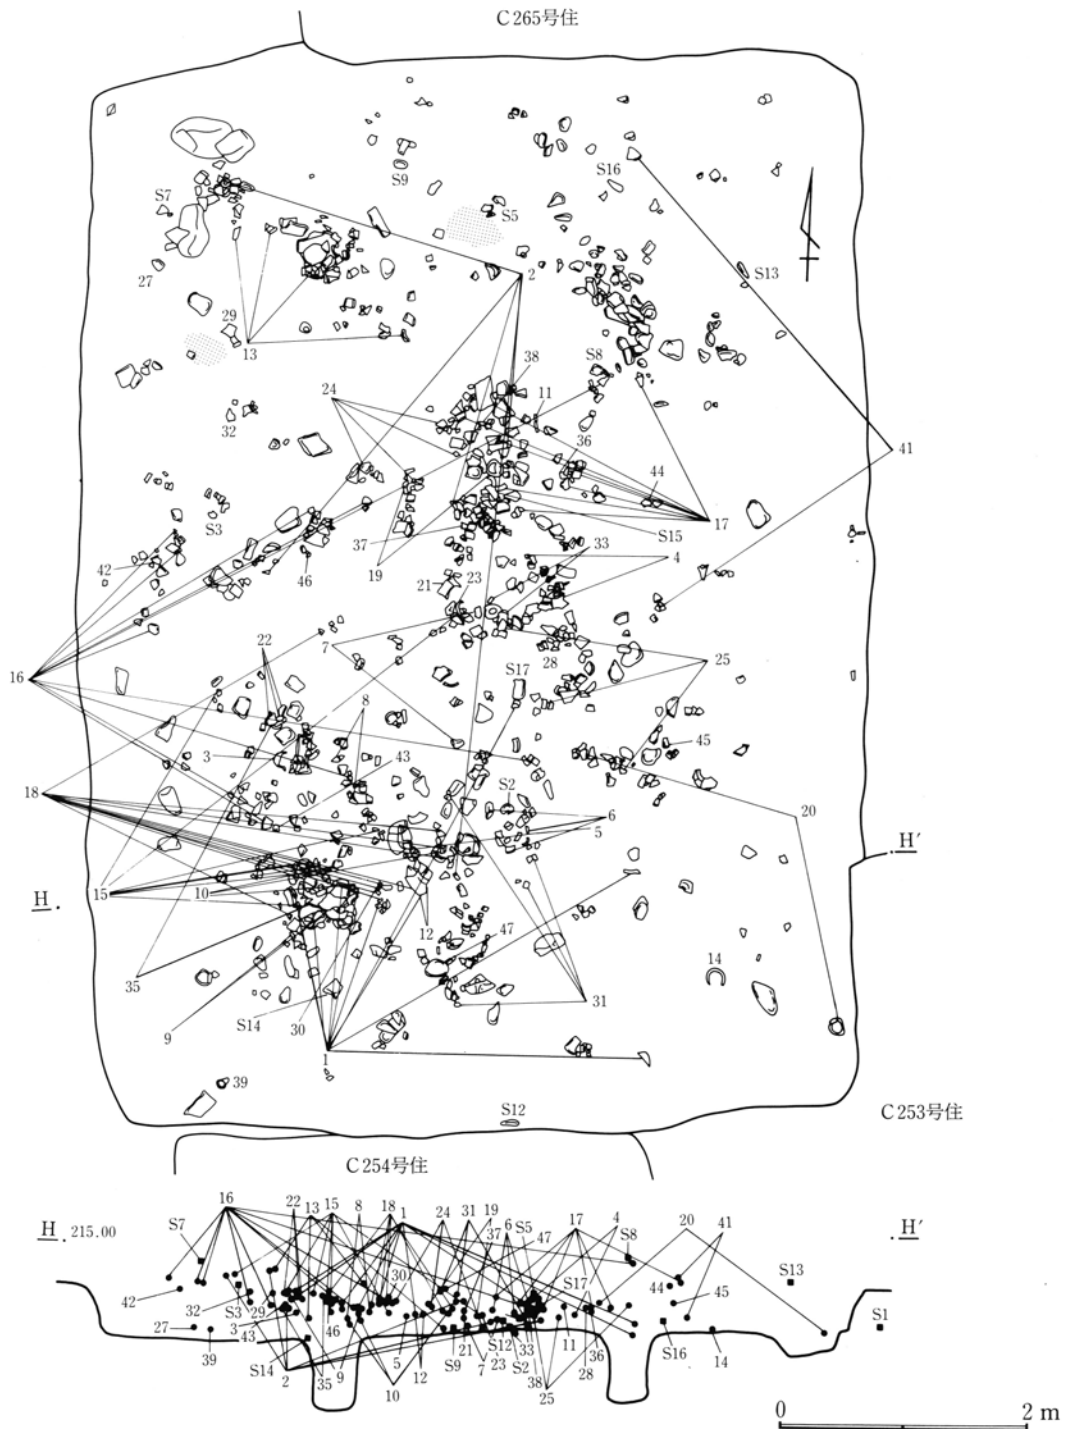 C265号住
S16
S9
S7
S5
S13
27
2
29
13
38
S8
24
11
32
36
41
44
S3
17
S15
37
33
42
46
19
4
21
23
22
7
28
25
16
S17
8
3
43
45
18
S2
6
20
5
H′
15
10
H
12
47
14
35
S14
30
31
9
1
39
S12
C253号住
C254号住
16
22
13
15
8
18
1
24
31
19
6
S5
17
4
20
41
H
215.00
S7
37
47
S8
H′
30
S17
44
S13
42
32
S3
29
45
27
3
43
46
S12
11
S16
S1
39
S14
5
S9
21
33
36
14
2
35
9
10
12
7
23
S2
38
28
25
0
2 m